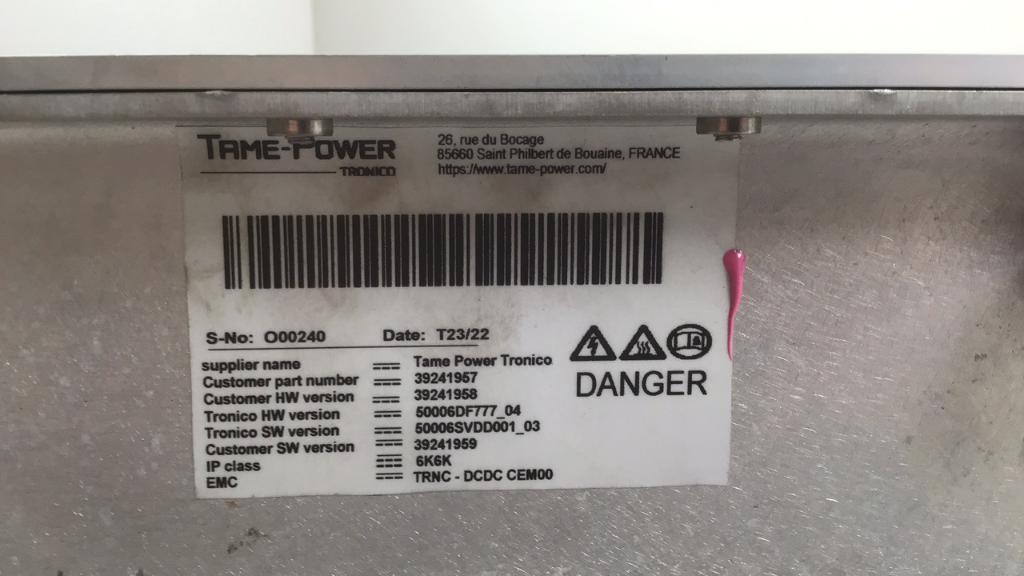 TAME-POWER
TRONICO
26, rue du Bocage
85660 Saint Philbert de Bouaine, FRANCE
https://www.tame-power.com/
S-No: O00240 Date: T23/22
supplier name Tame Power Tronico
Customer part number 39241957
Customer HW version 39241958
Tronico HW version 50006DF777_04
Tronico SW version 50006SVDD001_03
Customer SW version 39241959
IP class 6K6K
EMC TRNC - DCDC CEM00
DANGER